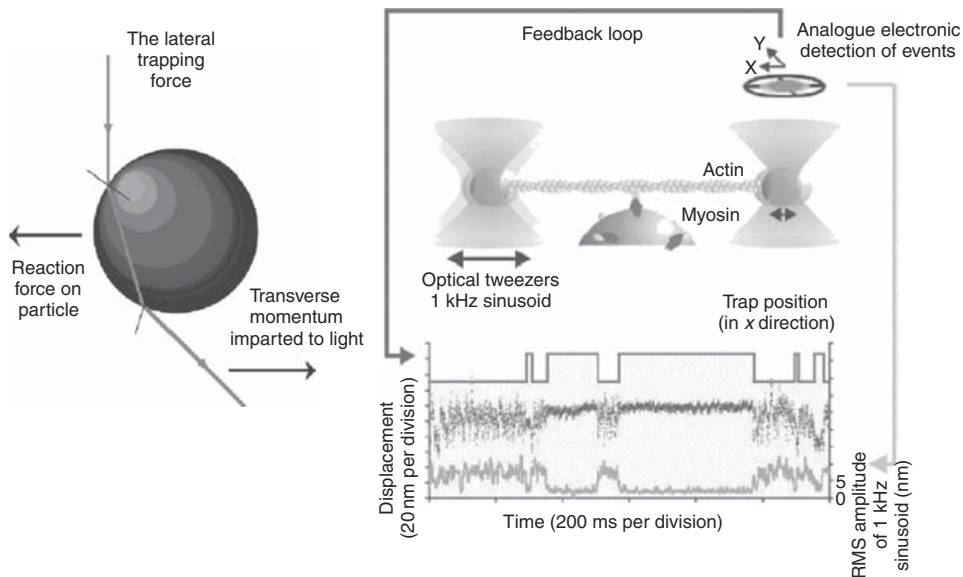 The lateral
trapping
force
Reaction
force on
particle
Transverse
momentum
imparted to light
Feedback loop
Analogue electronic
detection of events
Y
X
Actin
Myosin
Optical tweezers
1 kHz sinusoid
Trap position
(in x direction)
Displacement
(20 nm per division)
Time (200 ms per division)
5
0
RMS amplitude
of 1 kHz
sinusoid (nm)